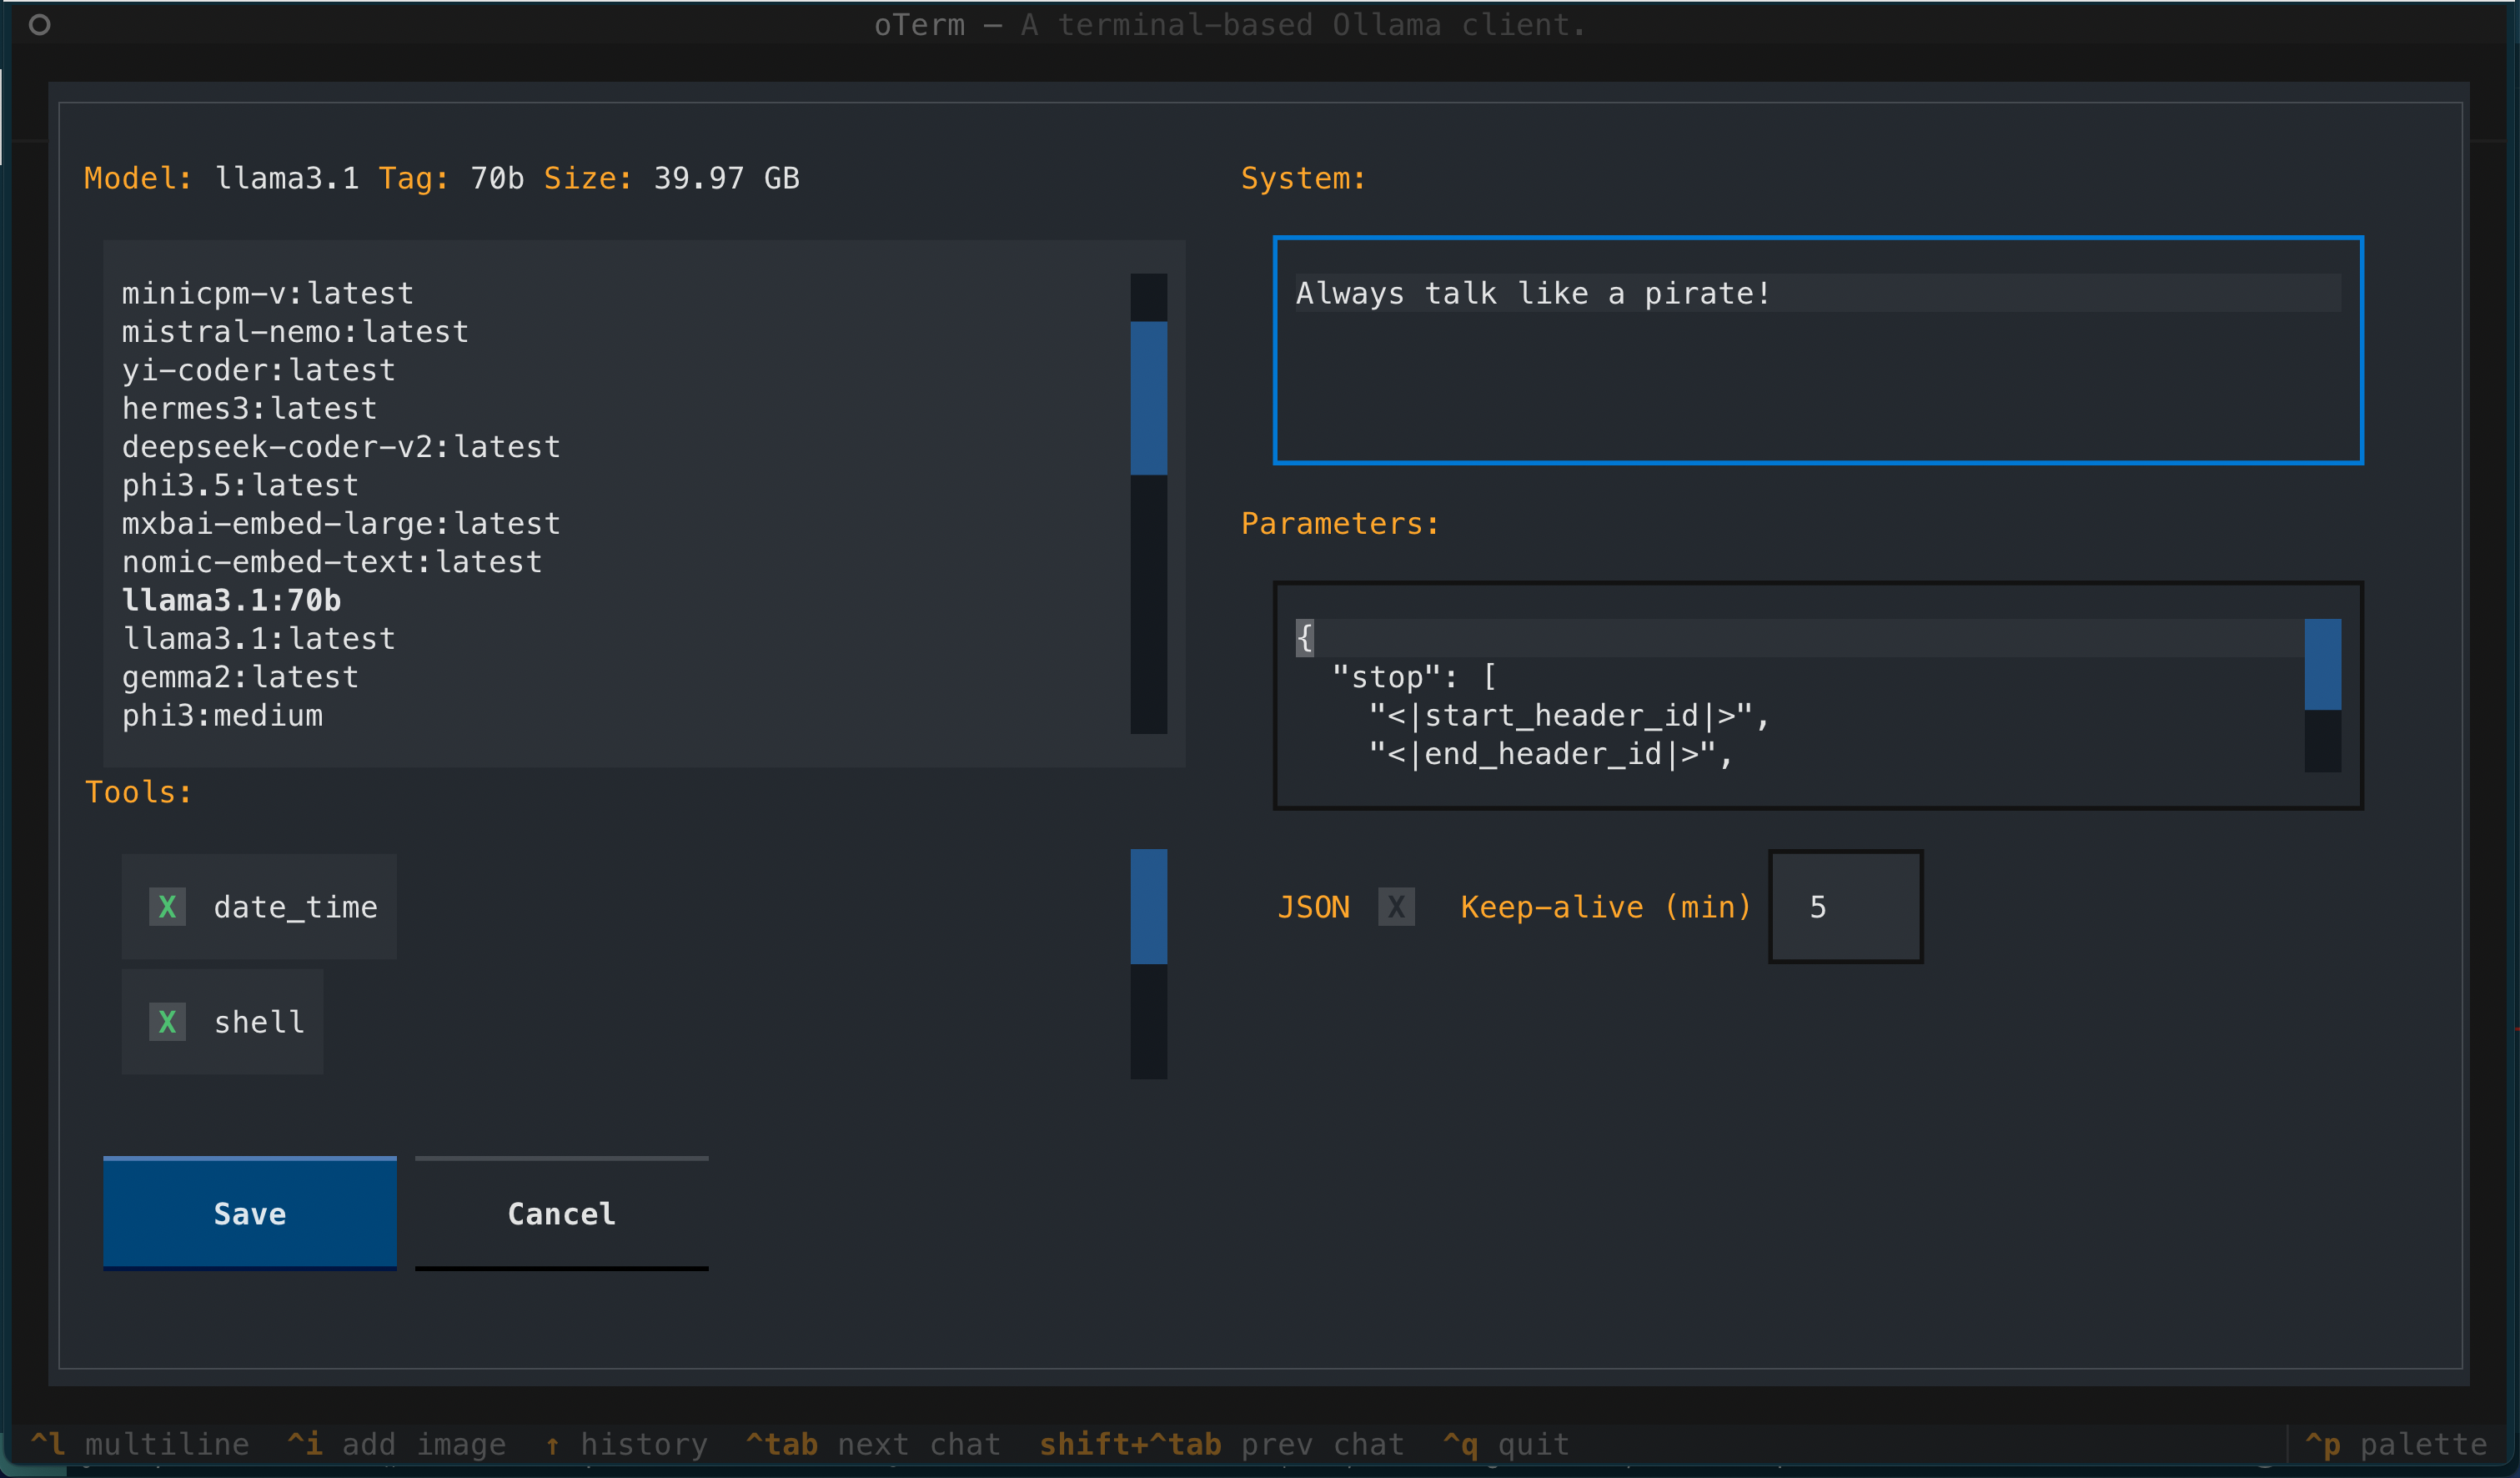 oTerm — A terminal-based Ollama client.
Model: llama3.1 Tag: 70b Size: 39.97 GB
minicpm-v:latest
mistral-nemo:latest
yi-coder:latest
hermes3:latest
deepseek-coder-v2:latest
phi3.5:latest
mxbai-embed-large:latest
nomic-embed-text:latest
llama3.1:70b
llama3.1:latest
gemma2:latest
phi3:medium
Tools:
X date_time
X shell
Save Cancel
System:
Always talk like a pirate!
Parameters:
{
"stop": [
"<|start_header_id|>",
"<|end_header_id|>",
JSON X Keep-alive (min) 5
^l multiline ^i add image ↑ history ^tab next chat shift+^tab prev chat ^q quit ^p palette